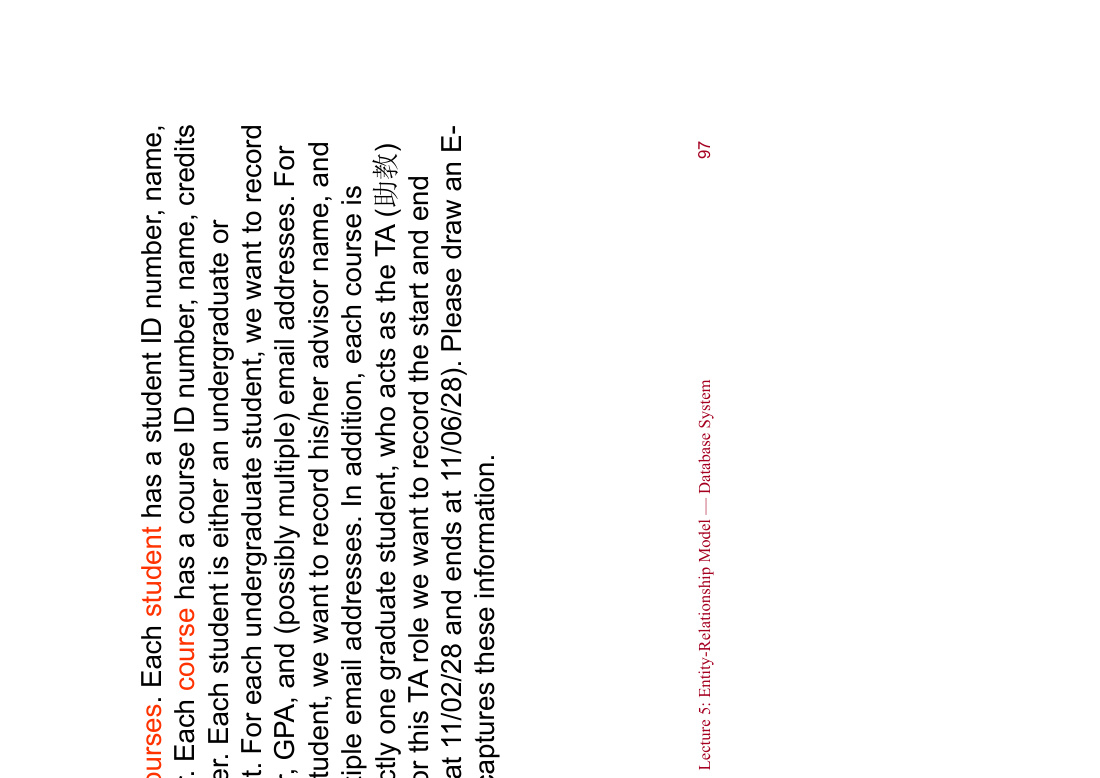 ourses. Each student has a student ID number, name,
. Each course has a course ID number, name, credits
er. Each student is either an undergraduate or
t. For each undergraduate student, we want to record
, GPA, and (possibly multiple) email addresses. For
tudent, we want to record his/her advisor name, and
tiple email addresses. In addition, each course is
ctly one graduate student, who acts as the TA (助教)
or this TA role we want to record the start and end
at 11/02/28 and ends at 11/06/28). Please draw an E-
captures these information.
Lecture 5: Entity-Relationship Model — Database System
97